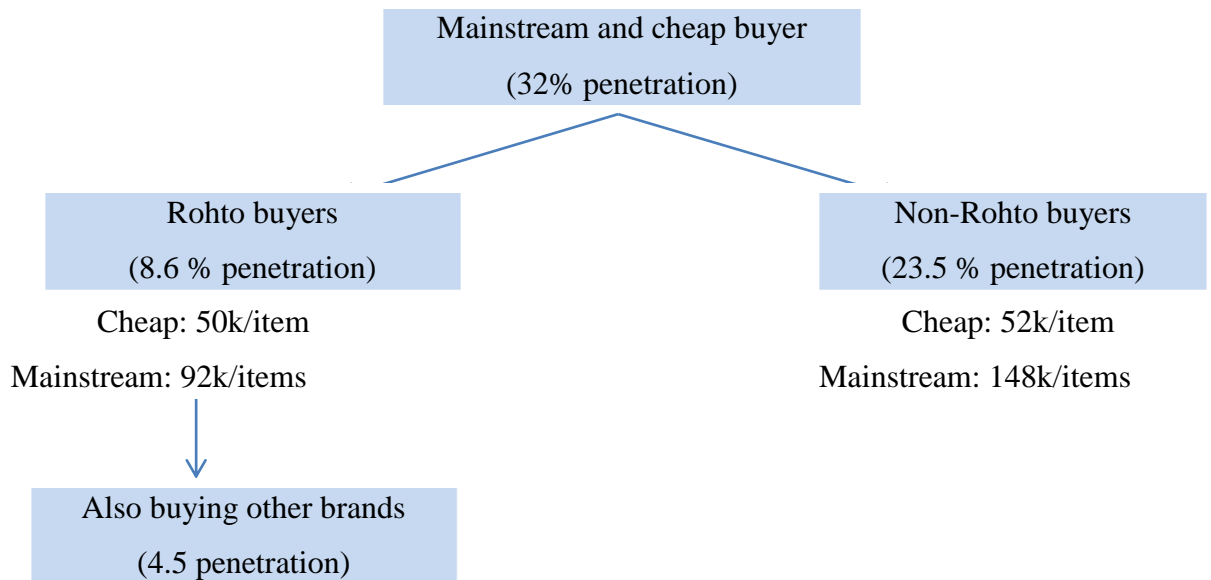 Mainstream and cheap buyer
(32% penetration)
Rohto buyers
(8.6 % penetration)
Cheap: 50k/item
Mainstream: 92k/items
Non-Rohto buyers
(23.5 % penetration)
Cheap: 52k/item
Mainstream: 148k/items
Also buying other brands
(4.5 penetration)